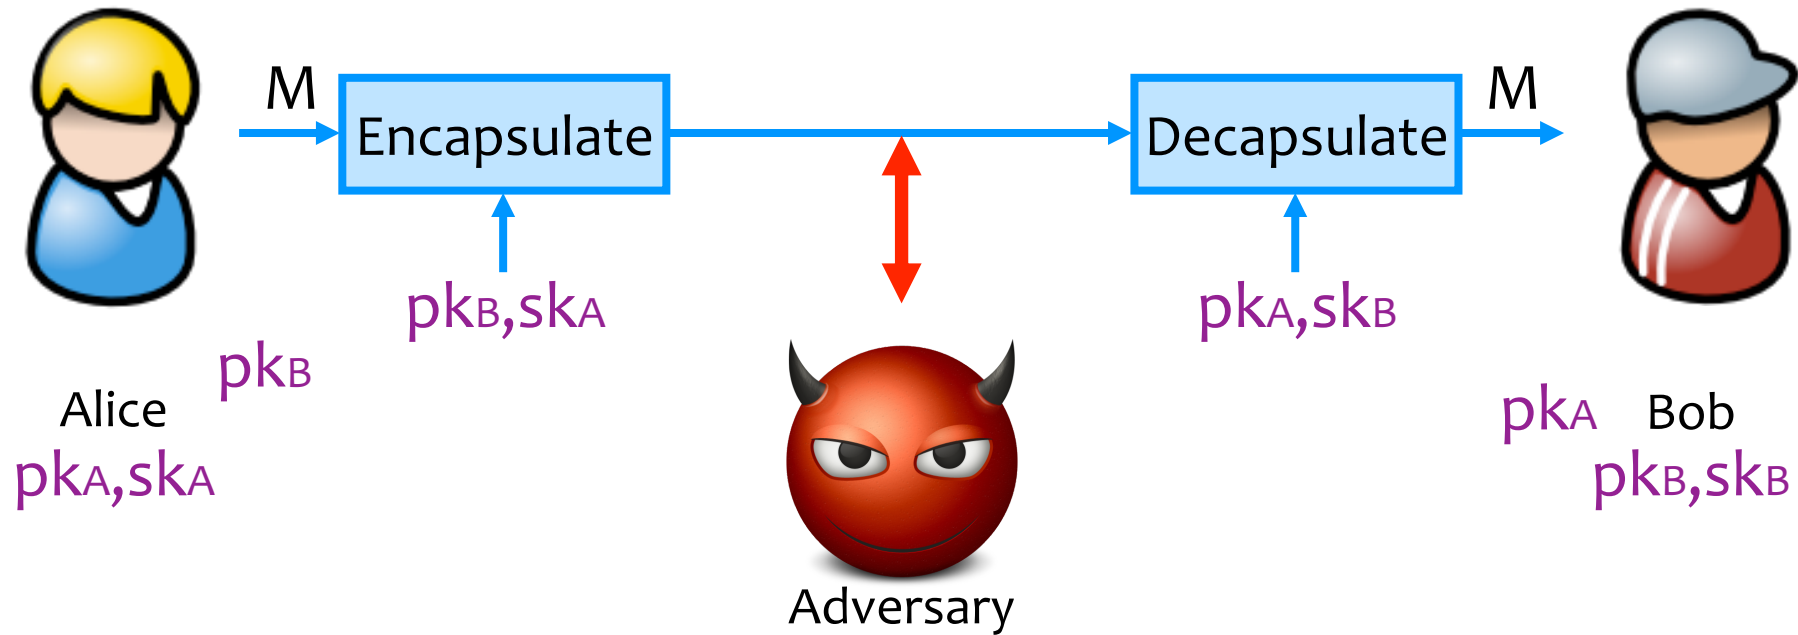 M
Encapsulate
Decapsulate
M
pkB,skA
pkA,skB
pkB
Alice
pkA,skA
pkA
Bob
pkB,skB
Adversary